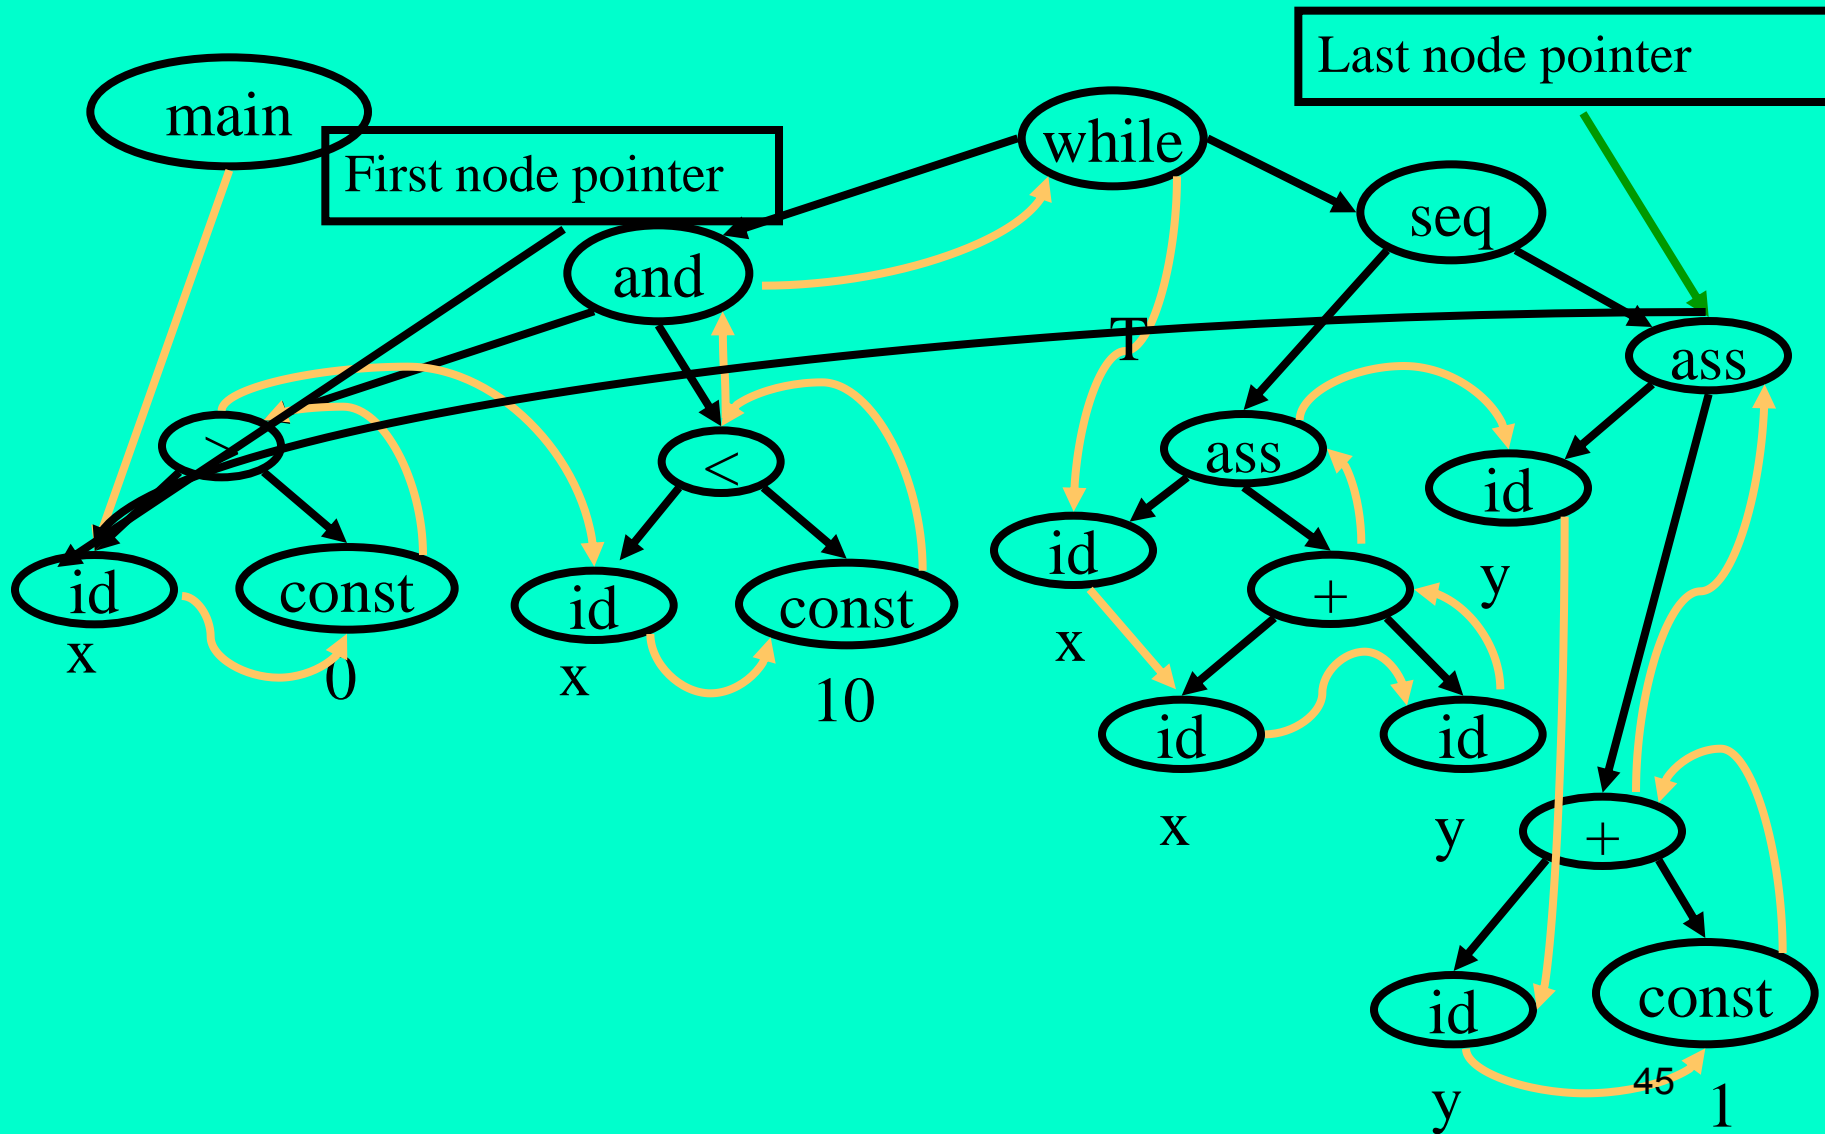 Last node pointer
main
while
First node pointer
seq
and
T
ass
>
<
ass
id
id
const
id
const
id
+
y
x
0
x
10
x
id
id
x
y
+
id
const
y
45
1